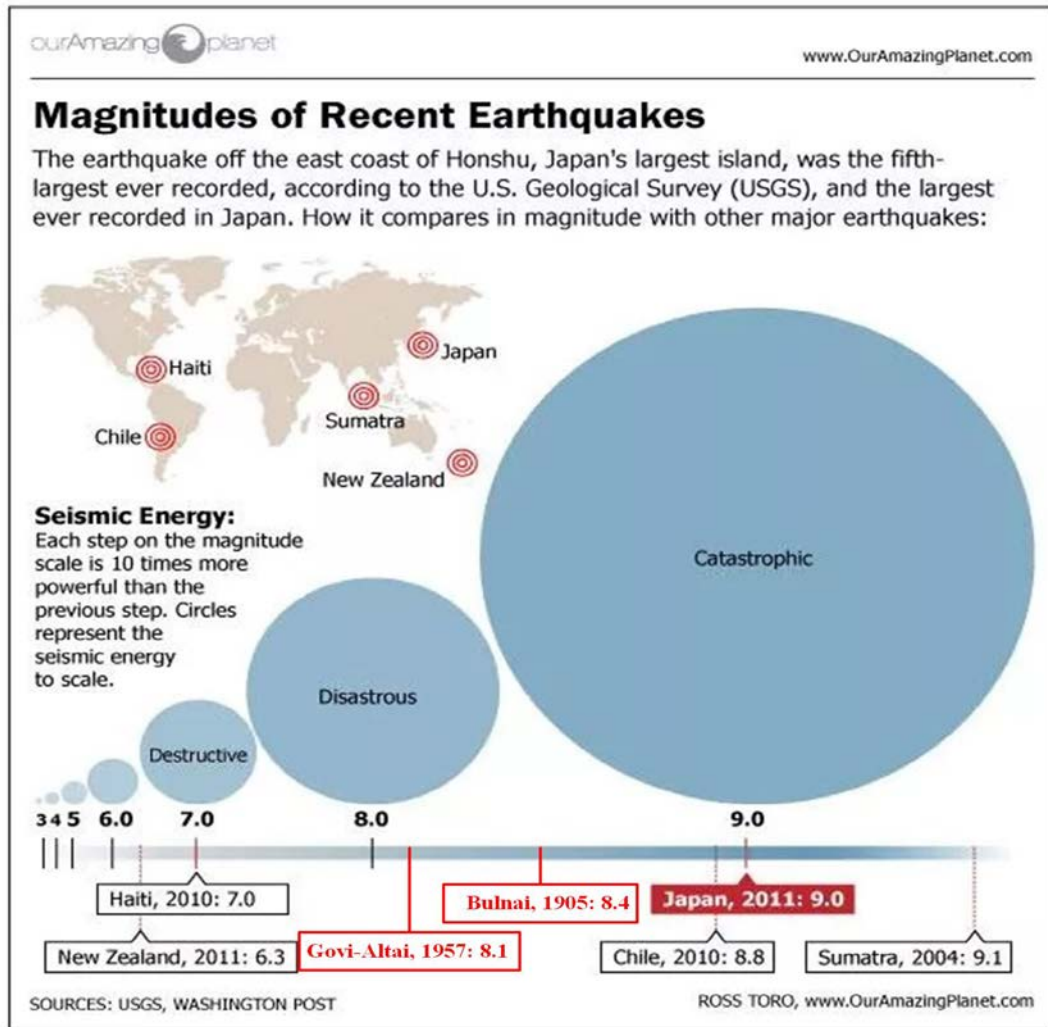 ourAmazing planet
www.OurAmazingPlanet.com
Magnitudes of Recent Earthquakes
The earthquake off the east coast of Honshu, Japan's largest island, was the fifth-
largest ever recorded, according to the U.S. Geological Survey (USGS), and the largest
ever recorded in Japan. How it compares in magnitude with other major earthquakes:
Haiti
Japan
Sumatra
Chile
New Zealand
Seismic Energy:
Each step on the magnitude
scale is 10 times more
powerful than the
previous step. Circles
represent the
seismic energy
to scale.
Catastrophic
Disastrous
Destructive
3 4 5 6.0 7.0 8.0 9.0
Haiti, 2010: 7.0
Bulnai, 1905: 8.4
Japan, 2011: 9.0
New Zealand, 2011: 6.3
Govi-Altai, 1957: 8.1
Chile, 2010: 8.8
Sumatra, 2004: 9.1
SOURCES: USGS, WASHINGTON POST
ROSS TORO, www.OurAmazingPlanet.com